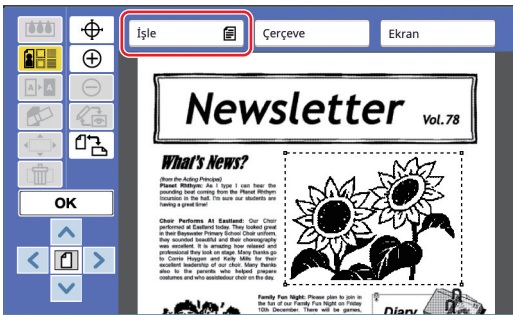 İşle
Çerçeve
Ekran
A A
OK
Newsletter Vol.78
What's News?
(from the Acting Principal)
Planet Rhthym: As I type I can hear the
pounding beat coming from the Planet Rhthym
Incursion in the hall. I'm sure our students are
having a great time!
Choir Performs At Eastland: Our Choir
performed at Eastland today. They looked great
in their Bayswater Primary School Choir uniform,
they sounded beautiful and their choreography
was excellent. It is amazing how relaxed and
professional they look on stage. Many thanks go
to Corrie Huygen and Kelly Mills for their
excellent leadership of our choir. Many thanks
also to the parents who helped prepare
costumes and who assistedour choir on the day.
Family Fun Night: Please plan to join in
the fun of our Family Fun Night on Friday
10th December. There will be games,
Diary